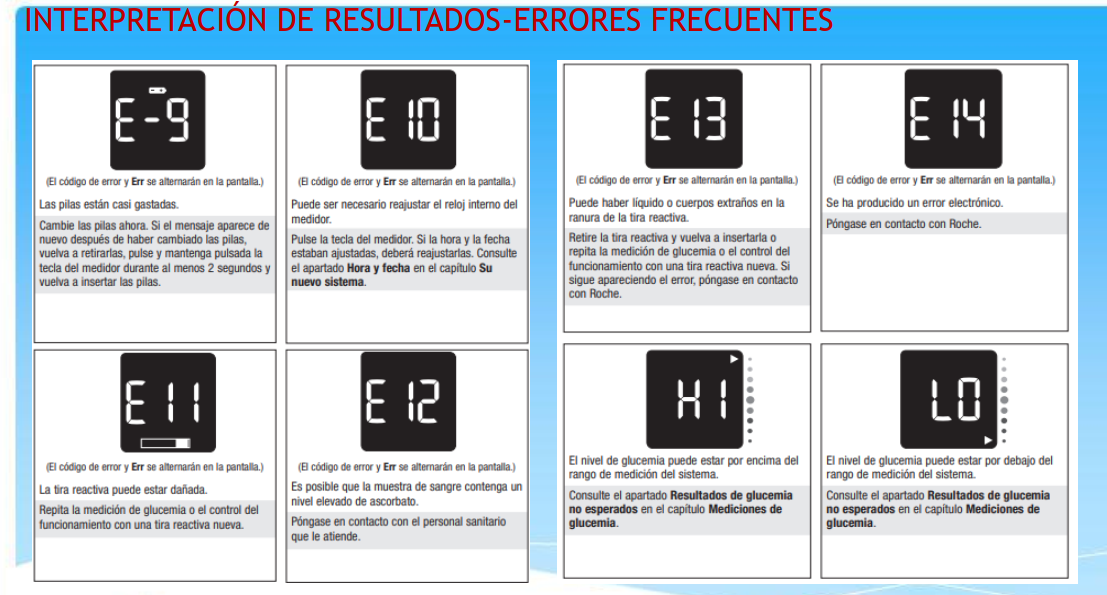 INTERPRETACIÓN DE RESULTADOS-ERRORES FRECUENTES
E-9
(El código de error y Err se alternarán en la pantalla.)
Las pilas están casi gastadas.
Cambie las pilas ahora. Si el mensaje aparece de
nuevo después de haber cambiado las pilas,
vuelva a retirarlas, pulse y mantenga pulsada la
tecla del medidor durante al menos 2 segundos y
vuelva a insertar las pilas.
E10
(El código de error y Err se alternarán en la pantalla.)
Puede ser necesario reajustar el reloj interno del
medidor.
Pulse la tecla del medidor. Si la hora y la fecha
estaban ajustadas, deberá reajustarlas. Consulte
el apartado Hora y fecha en el capítulo Su
nuevo sistema.
E11
(El código de error y Err se alternarán en la pantalla.)
La tira reactiva puede estar dañada.
Repita la medición de glucemia o el control del
funcionamiento con una tira reactiva nueva.
E12
(El código de error y Err se alternarán en la pantalla.)
Es posible que la muestra de sangre contenga un
nivel elevado de ascorbato.
Póngase en contacto con el personal sanitario
que le atiende.
E13
(El código de error y Err se alternarán en la pantalla.)
Puede haber líquido o cuerpos extraños en la
ranura de la tira reactiva.
Retire la tira reactiva y vuelva a insertarla o
repita la medición de glucemia o el control del
funcionamiento con una tira reactiva nueva. Si
sigue apareciendo el error, póngase en contacto
con Roche.
E14
(El código de error y Err se alternarán en la pantalla.)
Se ha producido un error electrónico.
Póngase en contacto con Roche.
HI
El nivel de glucemia puede estar por encima del
rango de medición del sistema.
Consulte el apartado Resultados de glucemia
no esperados en el capítulo Mediciones de
glucemia.
LO
El nivel de glucemia puede estar por debajo del
rango de medición del sistema.
Consulte el apartado Resultados de glucemia
no esperados en el capítulo Mediciones de
glucemia.